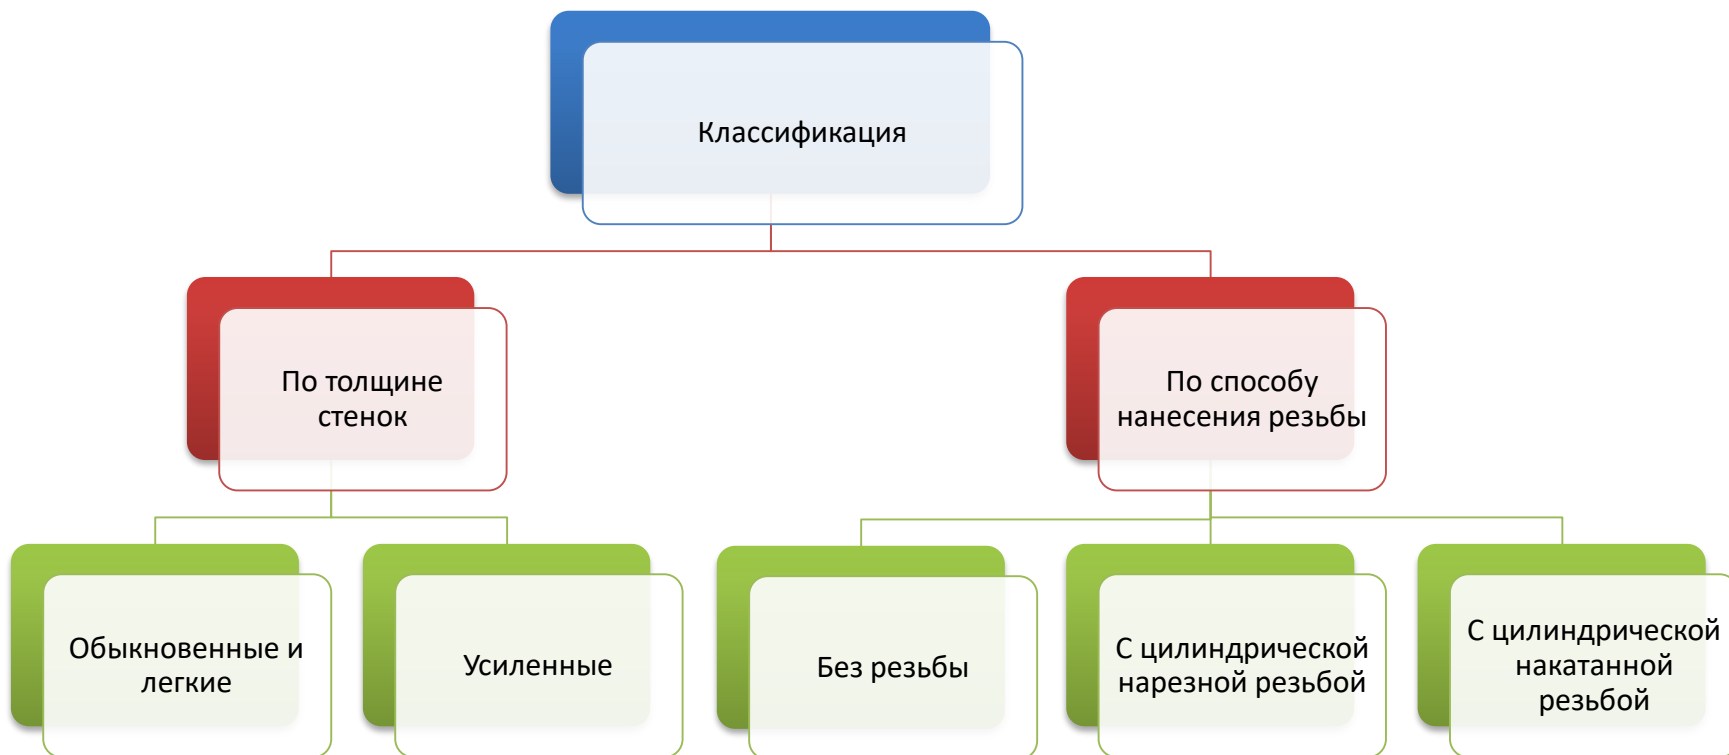 Классификация
По толщине
стенок
По способу
нанесения резьбы
Обыкновенные и
легкие
Усиленные
Без резьбы
С цилиндрической
нарезной резьбой
С цилиндрической
накатанной
резьбой